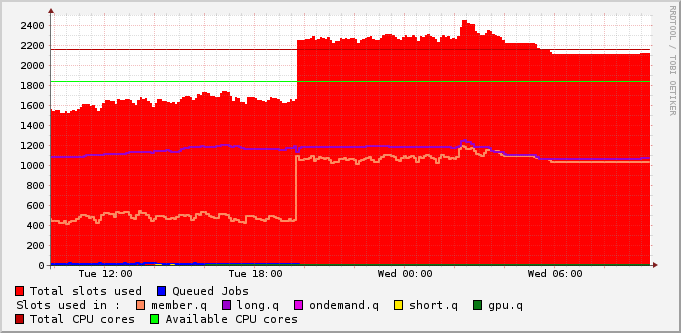 RRDTOOL / TOBI OETIKER
2400
2200
2000
1800
1600
1400
1200
1000
800
600
400
200
0
Tue 12:00 Tue 18:00 Wed 00:00 Wed 06:00
Total slots used Queued Jobs
Slots used in : member.q long.q ondemand.q short.q gpu.q
Total CPU cores Available CPU cores